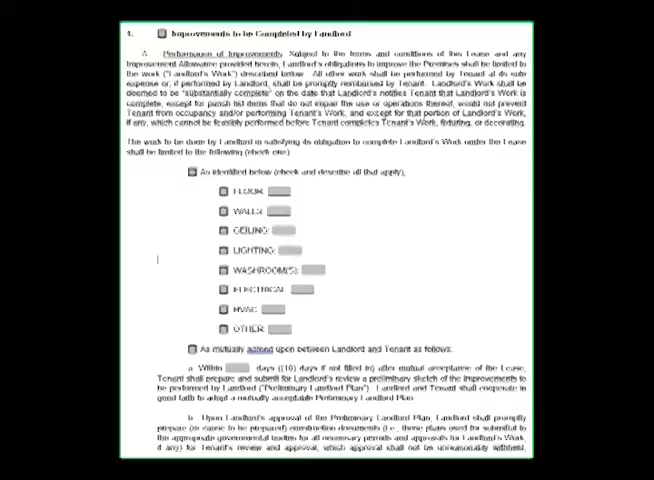 4. Improvements to be Completed by Landlord
A. Performance of Improvements. Subject to the terms and conditions of this Lease and any
Improvement Allowance provided herein, Landlord's obligations to improve the Premises shall be limited to
the work ("Landlord's Work") described below. All other work shall be performed by Tenant at its sole
expense or, if performed by Landlord, shall be promptly reimbursed by Tenant. Landlord's Work shall be
deemed to be "substantially complete" on the date that Landlord's notifies Tenant that Landlord's Work is
complete, except for punch list items that do not impair the use or operations thereof, would not prevent
Tenant from occupancy and/or performing Tenant's Work, and except for that portion of Landlord's Work,
if any, which cannot be feasibly performed before Tenant completes Tenant's Work, fixturing, or decorating.
The work to be done by Landlord in satisfying its obligation to complete Landlord's Work under the Lease
shall be limited to the following (check one)
As identified below (check and describe all that apply),
FLOOR:
WALLS:
CEILING:
LIGHTING:
WASHROOM(S):
ELECTRICAL:
HVAC:
OTHER:
As mutually agreed upon between Landlord and Tenant as follows:
a. Within days ((10) days if not filled in) after mutual acceptance of the Lease,
Tenant shall prepare and submit for Landlord's review a preliminary sketch of the improvements to
be performed by Landlord ("Preliminary Landlord Plan"). Landlord and Tenant shall cooperate in
good faith to adopt a mutually acceptable Preliminary Landlord Plan.
b. Upon Landlord's approval of the Preliminary Landlord Plan, Landlord shall promptly
prepare (or cause to be prepared) construction documents (i.e., those plans used for submittal to
the appropriate governmental bodies for all necessary permits and approvals for Landlord's Work,
if any) for Tenant's review and approval, which approval shall not be unreasonably withheld,